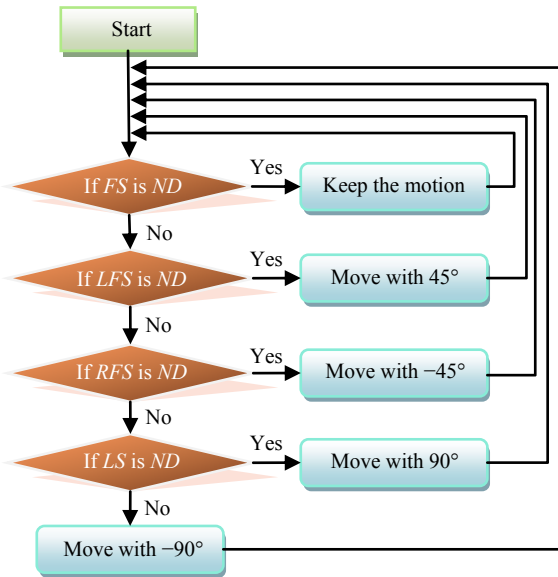 Start
If FS is ND
Yes
Keep the motion
No
If LFS is ND
Yes
Move with 45°
No
If RFS is ND
Yes
Move with −45°
No
If LS is ND
Yes
Move with 90°
No
Move with −90°